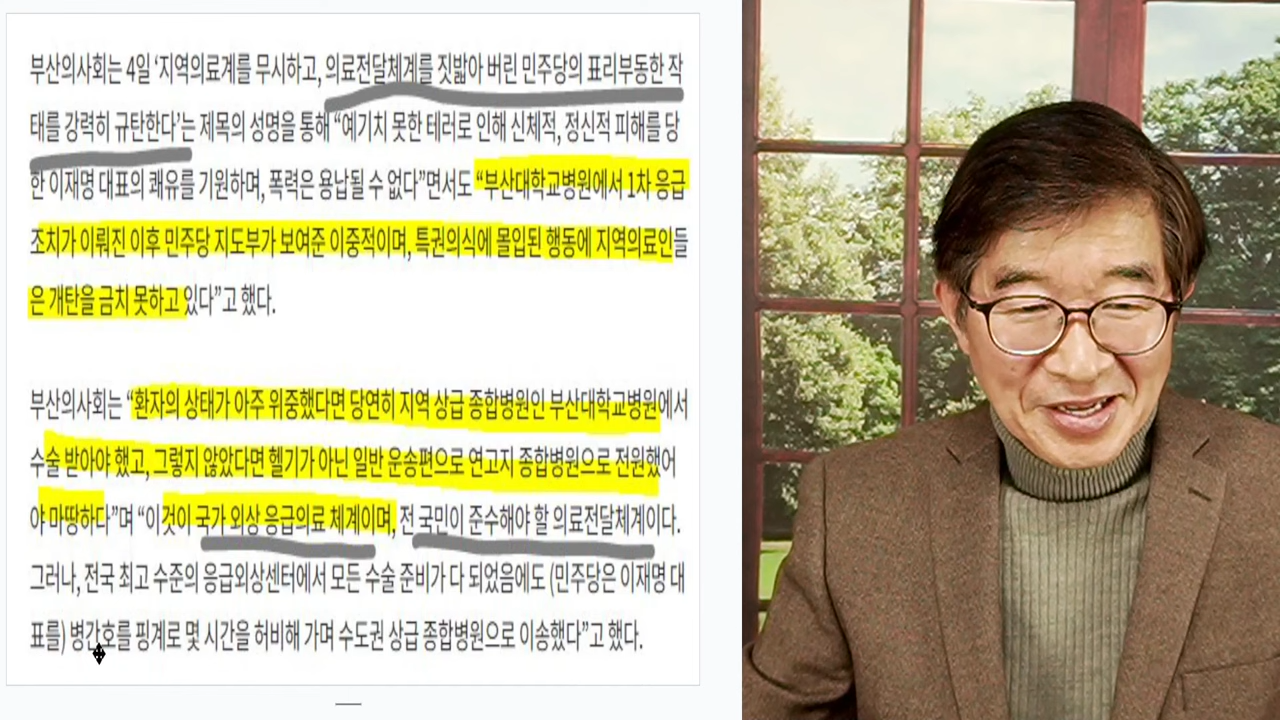 부산의사회는 4일 ‘지역의료계를 무시하고, 의료전달체계를 짓밟아 버린 민주당의 표리부동한 작
태를 강력히 규탄한다’는 제목의 성명을 통해 “예기치 못한 테러로 인해 신체적, 정신적 피해를 당
한 이재명 대표의 쾌유를 기원하며, 폭력은 용납될 수 없다”면서도 “부산대학교병원에서 1차 응급
조치가 이뤄진 이후 민주당 지도부가 보여준 이중적이며, 특권의식에 몰입된 행동에 지역의료인들
은 개탄을 금치 못하고 있다”고 했다.
부산의사회는 “환자의 상태가 아주 위중했다면 당연히 지역 상급 종합병원인 부산대학교병원에서
수술 받아야 했고, 그렇지 않았다면 헬기가 아닌 일반 운송편으로 연고지 종합병원으로 전원했어
야 마땅하다”며 “이것이 국가 외상 응급의료 체계이며, 전 국민이 준수해야 할 의료전달체계이다.
그러나, 전국 최고 수준의 응급외상센터에서 모든 수술 준비가 다 되었음에도 (민주당은 이재명 대
표를) 병간호를 핑계로 몇 시간을 허비해 가며 수도권 상급 종합병원으로 이송했다”고 했다.